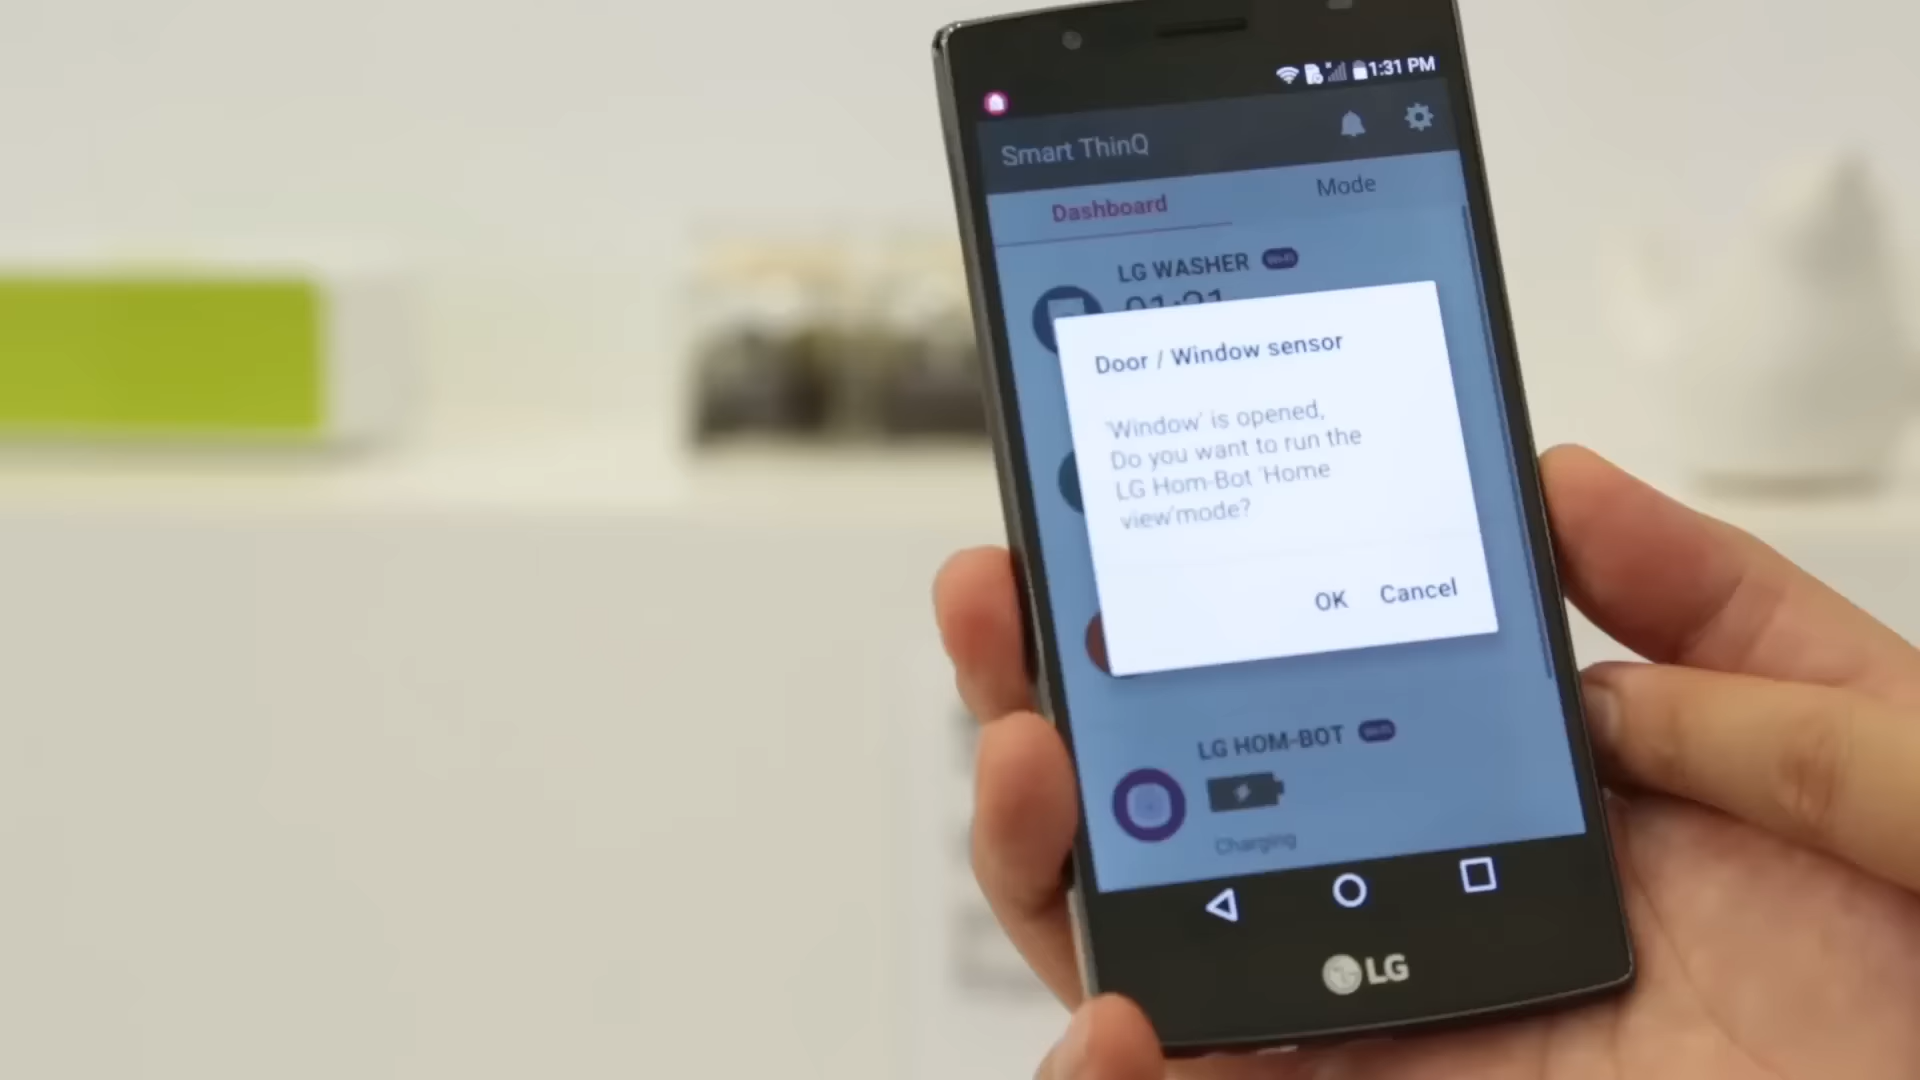 1:31 PM
Smart ThinQ
Dashboard
Mode
LG WASHER
Door / Window sensor
'Window' is opened,
Do you want to run the
LG Hom-Bot 'Home
view'mode?
OK Cancel
LG HOM-BOT
Charging
LG